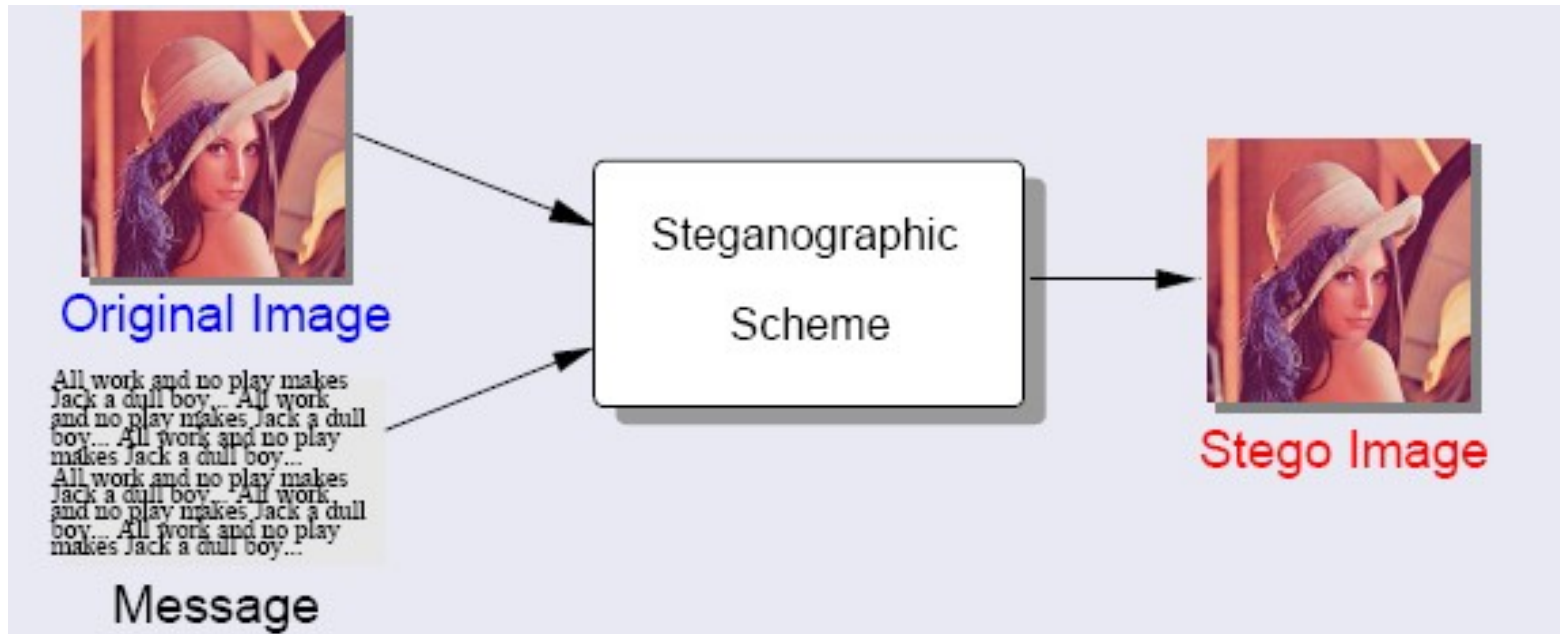 Original Image
All work and no play makes
Jack a dull boy... All work
and no play makes Jack a dull
boy... All work and no play
makes Jack a dull boy...
All work and no play makes
Jack a dull boy... All work
and no play makes Jack a dull
boy... All work and no play
makes Jack a dull boy...
Message
Steganographic
Scheme
Stego Image